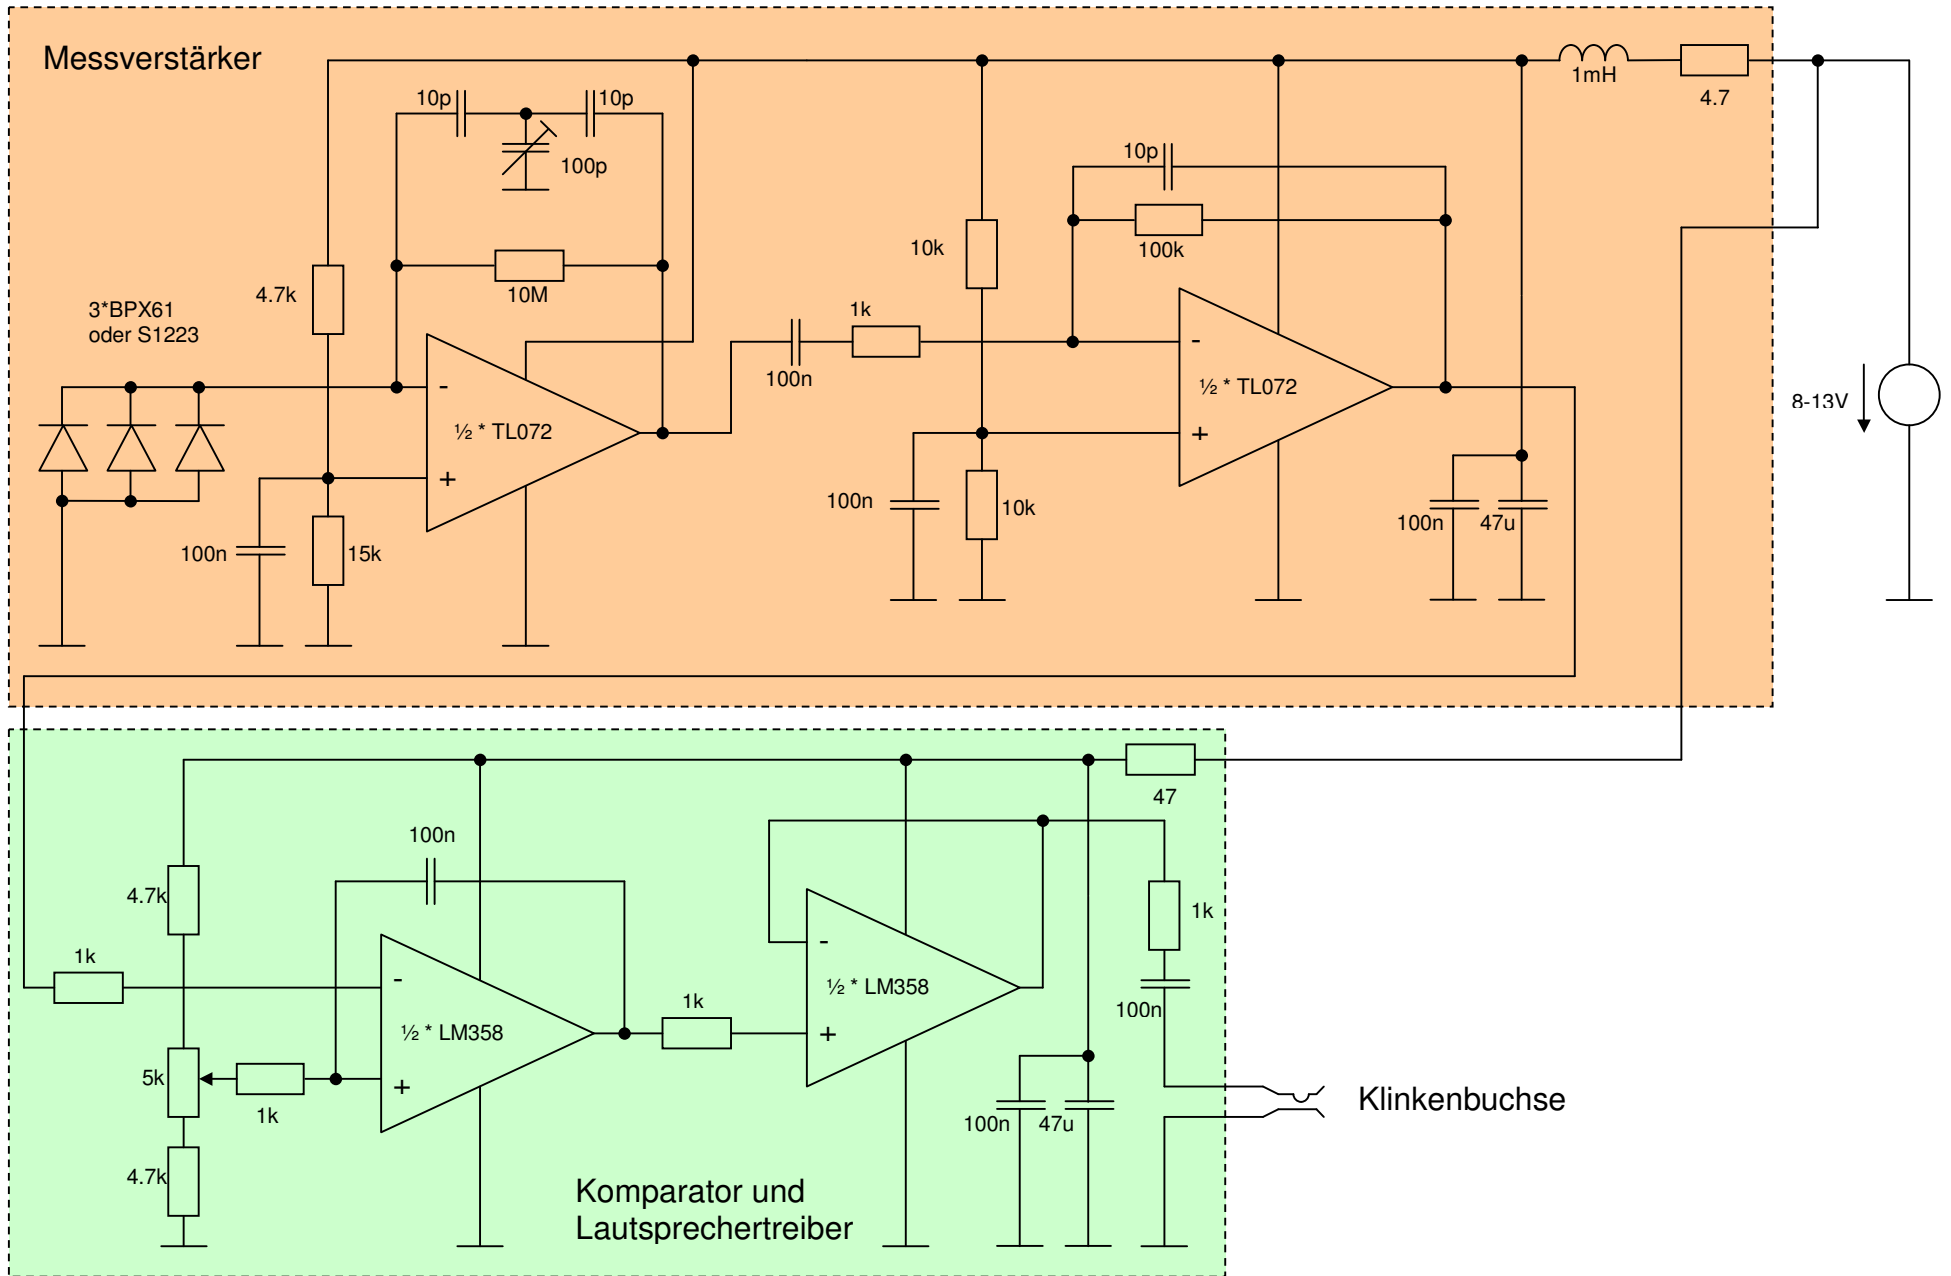 Messverstärker
1mH
4.7
10p
10p
100p
10p
100k
10k
4.7k
10M
3*BPX61
oder S1223
1k
100n
-
½ * TL072
+
-
½ * TL072
+
8-13V
100n
15k
100n
10k
100n
47u
47
100n
4.7k
1k
1k
-
½ * LM358
+
1k
-
½ * LM358
+
100n
5k
1k
100n
47u
Klinkenbuchse
4.7k
Komparator und
Lautsprechertreiber